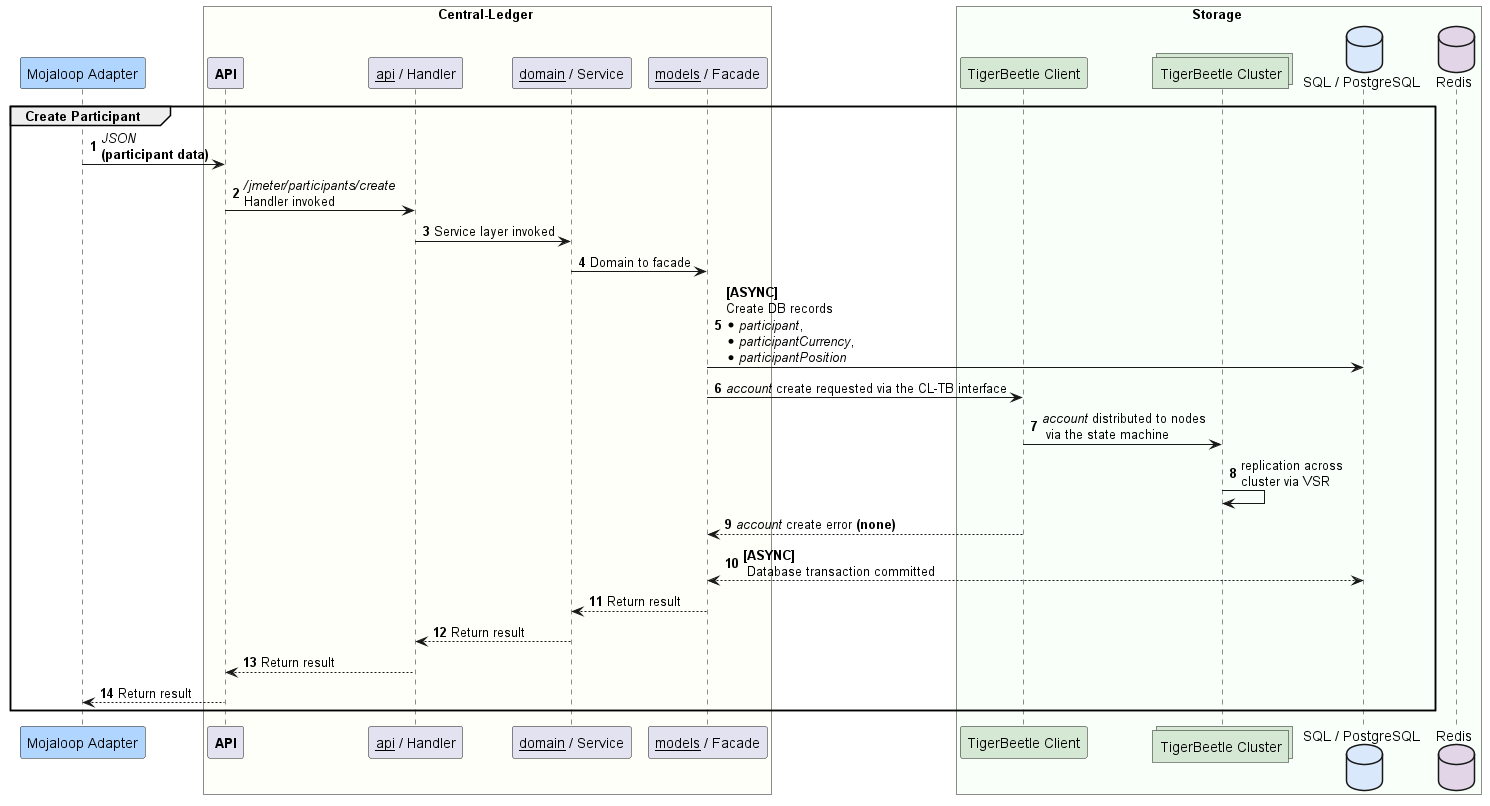 Central-Ledger
Storage
Mojaloop Adapter
API
api / Handler
domain / Service
models / Facade
TigerBeetle Client
TigerBeetle Cluster
SQL / PostgreSQL
Redis
Create Participant
1 JSON
(participant data)
2 /jmeter/participants/create
Handler invoked
3 Service layer invoked
4 Domain to facade
[ASYNC]
Create DB records
5 • participant,
• participantCurrency,
• participantPosition
6 account create requested via the CL-TB interface
7 account distributed to nodes
via the state machine
8 replication across
cluster via VSR
9 account create error (none)
10 [ASYNC]
Database transaction committed
11 Return result
12 Return result
13 Return result
14 Return result
Mojaloop Adapter
API
api / Handler
domain / Service
models / Facade
TigerBeetle Client
TigerBeetle Cluster
SQL / PostgreSQL
Redis